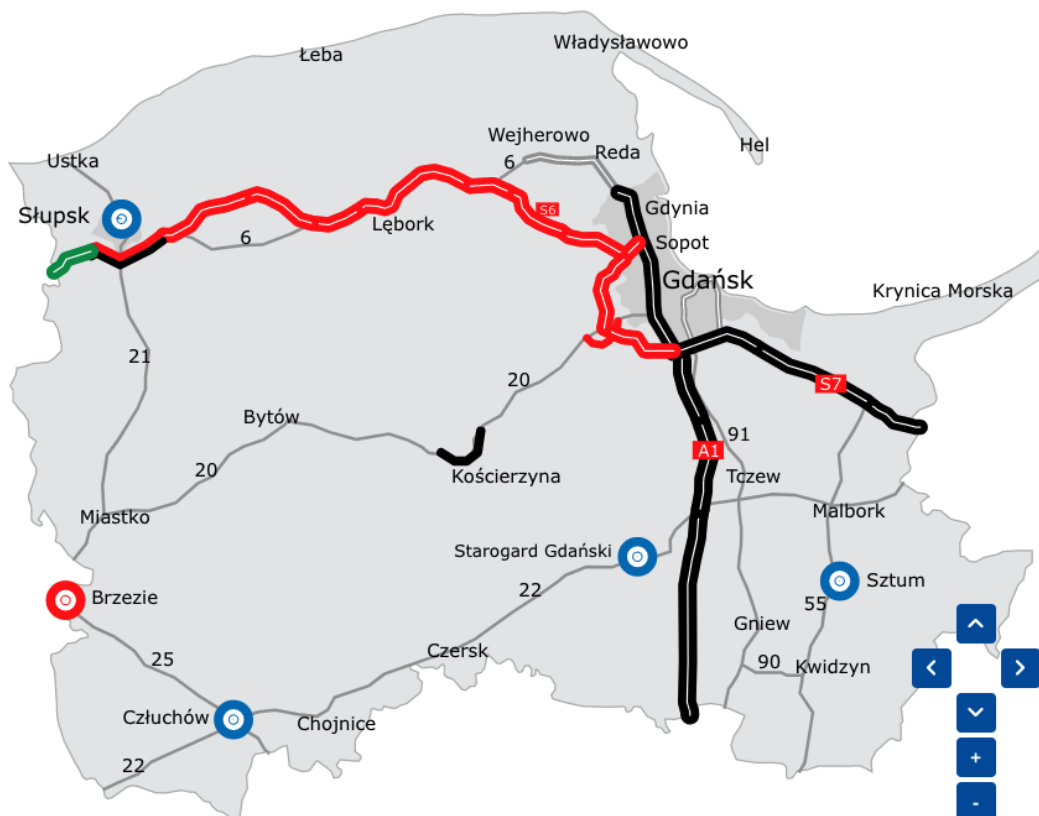 Władysławowo
Łeba
Wejherowo
Hel
Reda
Ustka
6
Słupsk
Gdynia
S6
Lębork
6
Sopot
Gdańsk
Krynica Morska
21
20
S7
Bytów
91
A1
20
Kościerzyna
Tczew
Miastko
Malbork
Starogard Gdański
Sztum
22
Brzezie
55
Gniew
Czersk
25
90
Kwidzyn
Człuchów
Chojnice
22
+
-